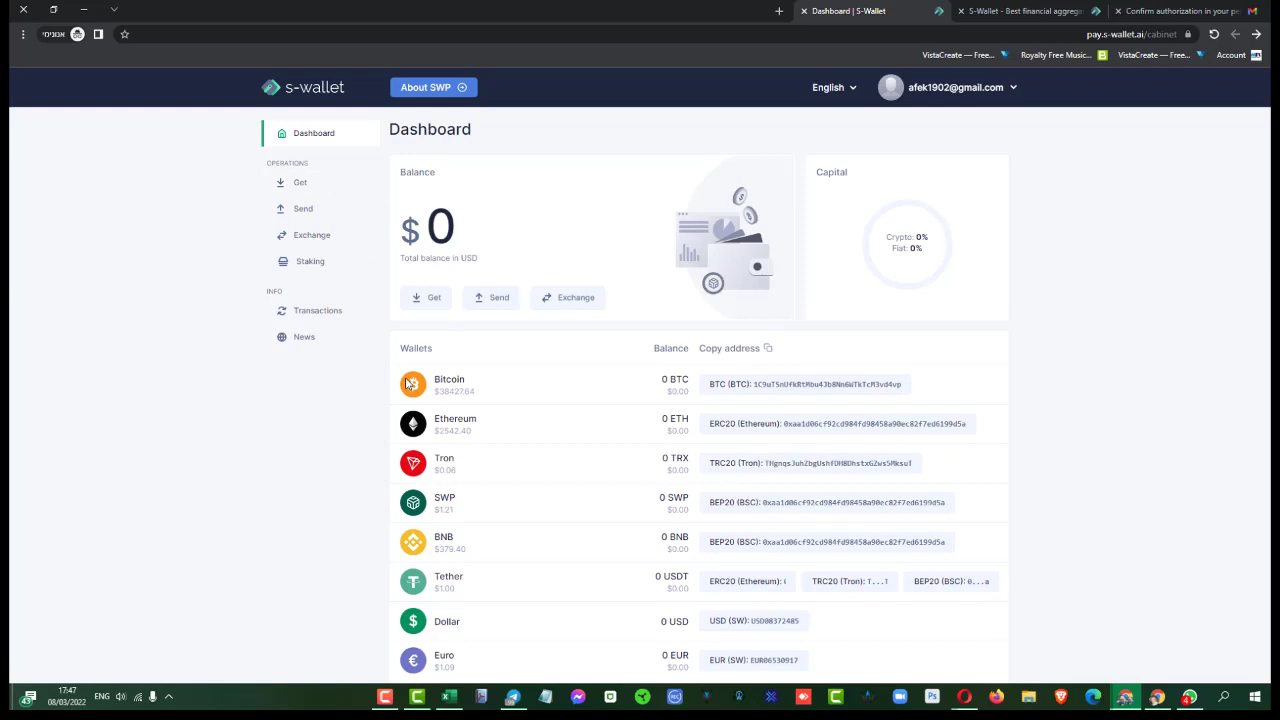 Dashboard | S-Wallet
S-Wallet - Best financial aggreg
Confirm authorization in your pe
אנונימי
pay.s-wallet.ai/cabinet
VistaCreate — Free...
Royalty Free Music...
VistaCreate — Free...
Account
s-wallet
About SWP
English
afek1902@gmail.com
Dashboard
OPERATIONS
Get
Send
Exchange
Staking
INFO
Transactions
News
Dashboard
Balance
$ 0
Total balance in USD
Get
Send
Exchange
Capital
Crypto: 0%
Fiat: 0%
Wallets
Balance
Copy address
Bitcoin
$38427.64
0 BTC
$0.00
BTC (BTC):
Ethereum
$2542.40
0 ETH
$0.00
ERC20 (Ethereum): 0xaa1d06cf92cd984fd98458a90ec82f7ed6199d5a
Tron
$0.06
0 TRX
$0.00
TRC20 (Tron):
SWP
$1.21
0 SWP
$0.00
BEP20 (BSC): 0xaa1d06cf92cd984fd98458a90ec82f7ed6199d5a
BNB
$379.40
0 BNB
$0.00
BEP20 (BSC): 0xaa1d06cf92cd984fd98458a90ec82f7ed6199d5a
Tether
$1.00
0 USDT
$0.00
ERC20 (Ethereum): (
TRC20 (Tron): T...T
BEP20 (BSC): 0...a
Dollar
0 USD
USD (SW): USD08372485
Euro
$1.09
0 EUR
$0.00
EUR (SW): EUR06530917
17:47
08/03/2022
ENG